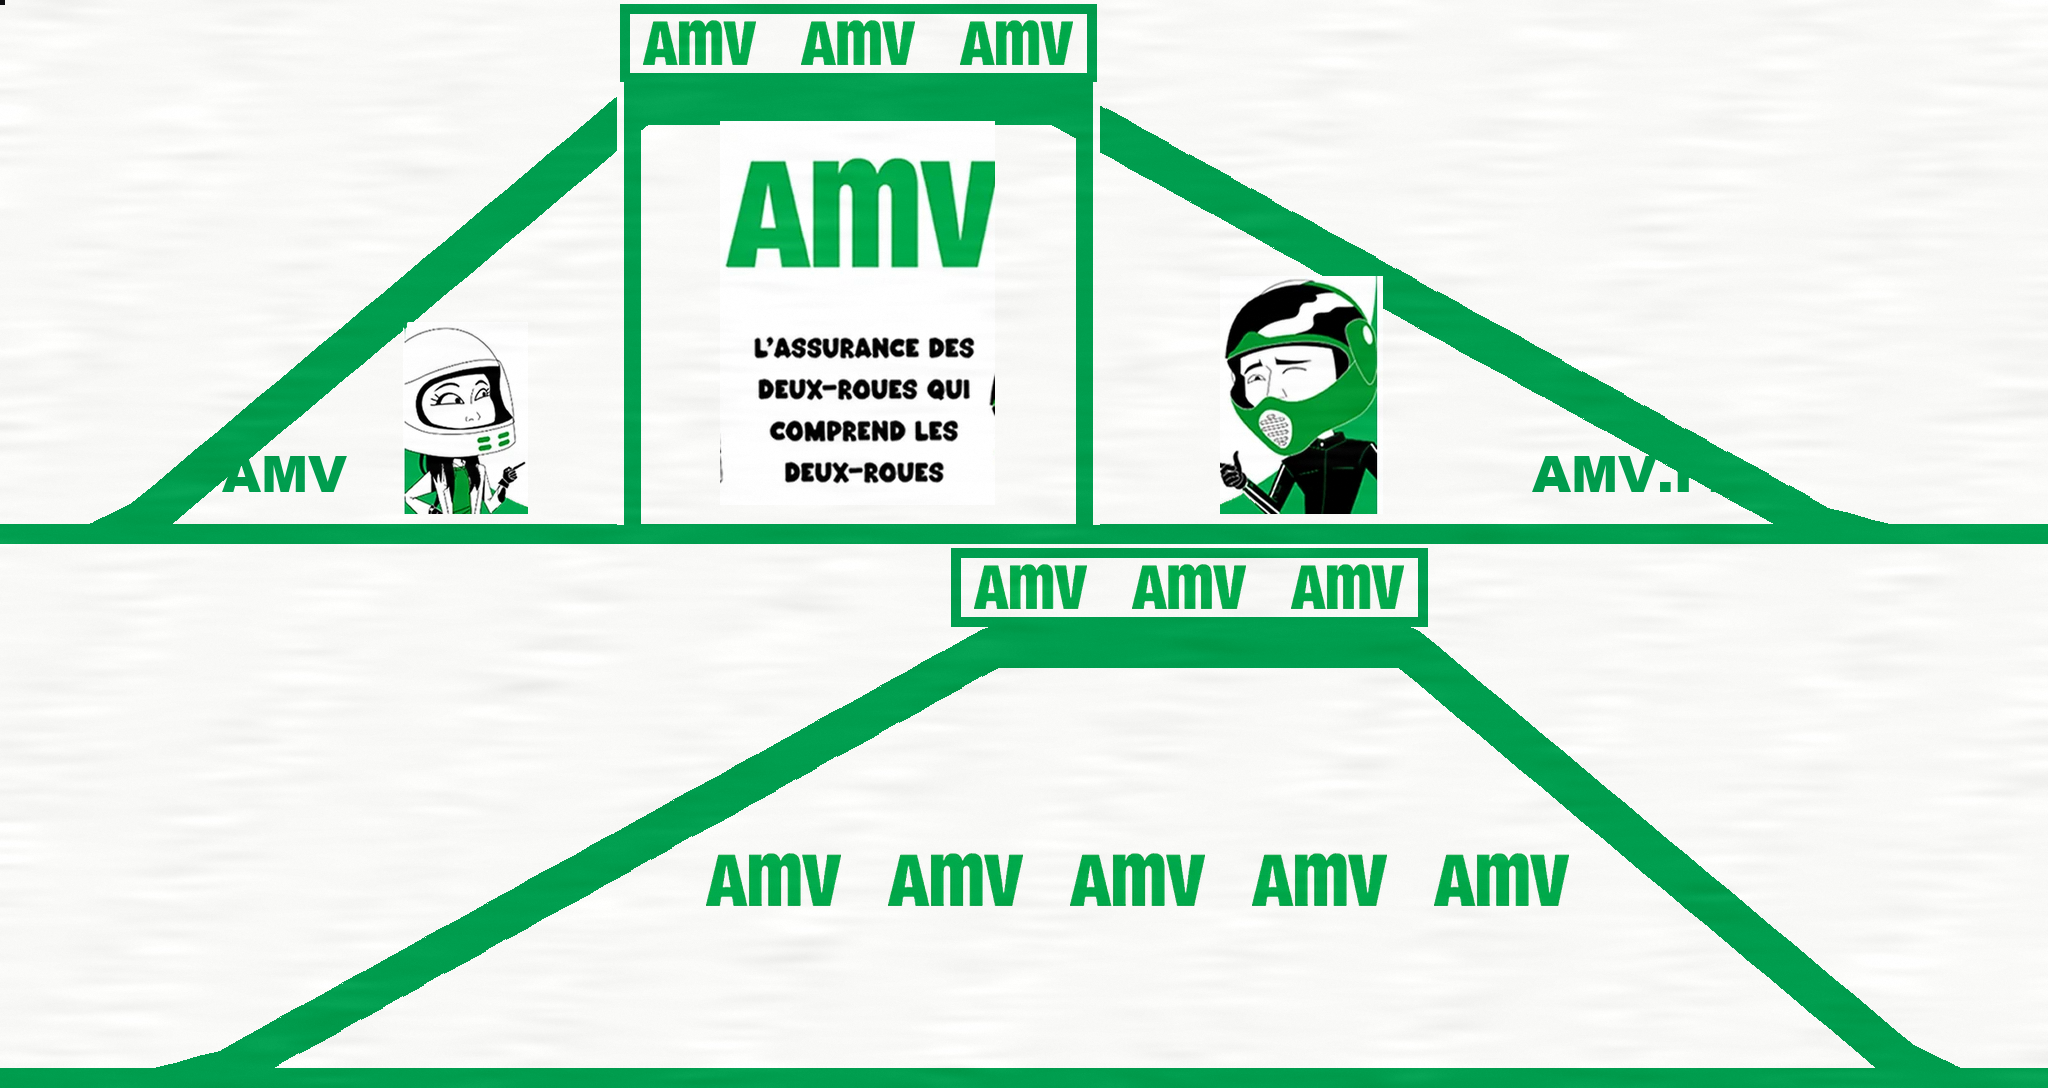 Amv Amv Amv
Amv
L'ASSURANCE DES
DEUX-ROUES QUI
COMPREND LES
DEUX-ROUES
AMV
AMV.
Amv Amv Amv
Amv Amv Amv Amv Amv